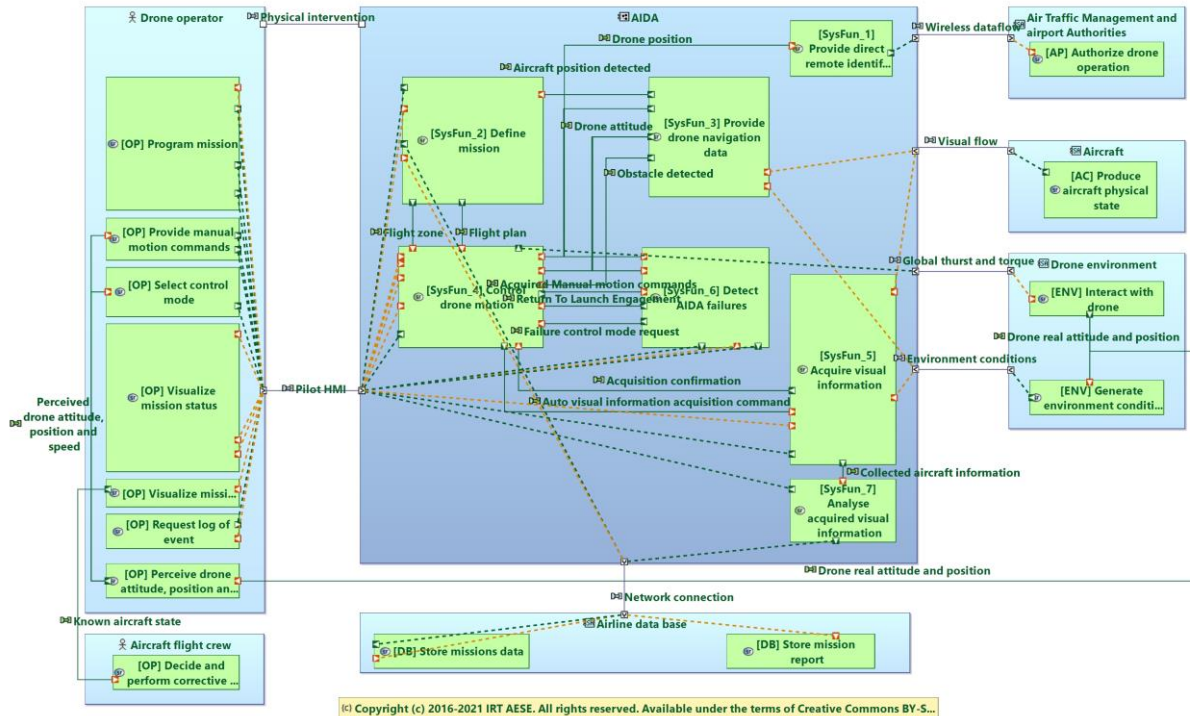 Drone operator
Physical intervention
AIDA
Wireless dataflow
Air Traffic Management and
airport Authorities
[AP] Authorize drone
operation
[SysFun_1]
Provide direct
remote identif...
Drone position
Aircraft position detected
[OP] Program mission
[SysFun_2] Define
mission
Drone attitude
[SysFun_3] Provide
drone navigation
data
Obstacle detected
Visual flow
Aircraft
[AC] Produce
aircraft physical
state
[OP] Provide manual
motion commands
Flight zone
Flight plan
[OP] Select control
mode
[SysFun_4] Control
drone motion
Acquired Manual motion commands
Return To Launch Engagement
[SysFun_6] Detect
AIDA failures
Failure control mode request
Global thurst and torque
Drone environment
[ENV] Interact with
drone
Drone real attitude and position
[SysFun_5]
Acquire visual
information
Environment conditions
[ENV] Generate
environment conditi...
[OP] Visualize
mission status
Pilot HMI
Acquisition confirmation
Auto visual information acquisition command
Perceived
drone attitude,
position and
speed
Collected aircraft information
[SysFun_7]
Analyse
acquired visual
information
[OP] Visualize missi...
[OP] Request log of
event
[OP] Perceive drone
attitude, position an...
Drone real attitude and position
Network connection
Known aircraft state
Airline data base
[DB] Store missions data
[DB] Store mission
report
Aircraft flight crew
[OP] Decide and
perform corrective ...
(c) Copyright (c) 2016-2021 IRT AESE. All rights reserved. Available under the terms of Creative Commons BY-S...